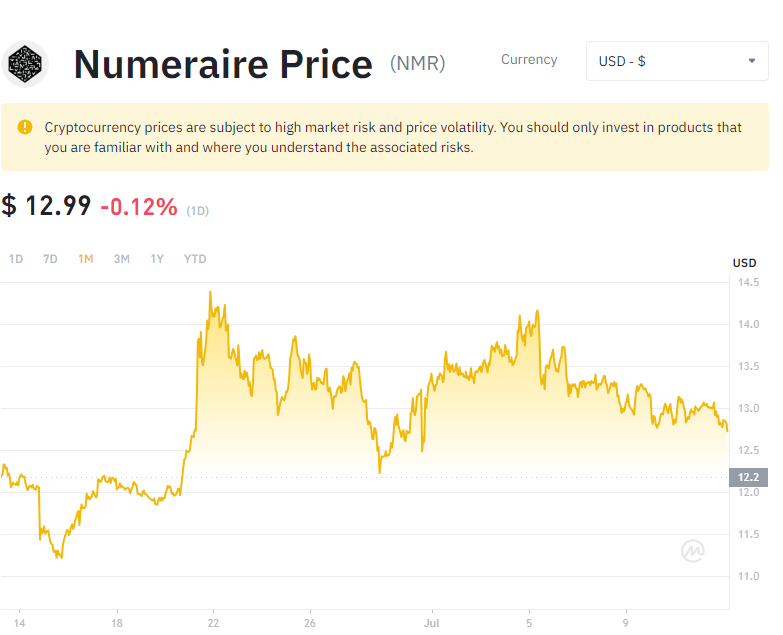 Numeraire Price (NMR) Currency USD - $
Cryptocurrency prices are subject to high market risk and price volatility. You should only invest in products that
you are familiar with and where you understand the associated risks.
$ 12.99 -0.12% (1D)
1D 7D 1M 3M 1Y YTD
USD
14.5
14.0
13.5
13.0
12.5
12.2
12.0
11.5
11.0
14 18 22 26 Jul 5 9